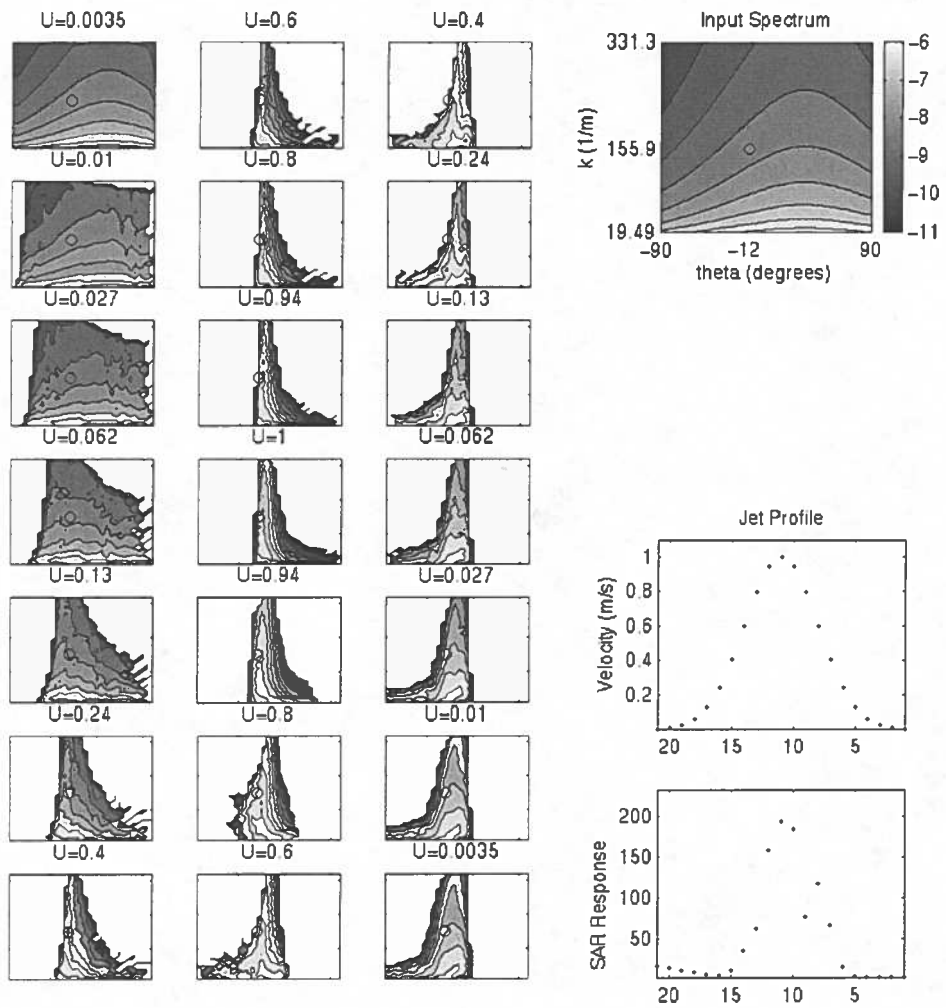 U=0.0035
U=0.6
U=0.4
Input Spectrum
331.3
155.9
19.49
k (1/m)
-90
-12
90
theta (degrees)
-6
-7
-8
-9
-10
-11
U=0.01
U=0.8
U=0.24
U=0.027
U=0.94
U=0.13
U=0.062
U=1
U=0.062
U=0.13
U=0.94
U=0.027
U=0.24
U=0.8
U=0.01
U=0.4
U=0.6
U=0.0035
Jet Profile
Velocity (m/s)
1
0.8
0.6
0.4
0.2
20
15
10
5
SAR Response
200
150
100
50
20
15
10
5